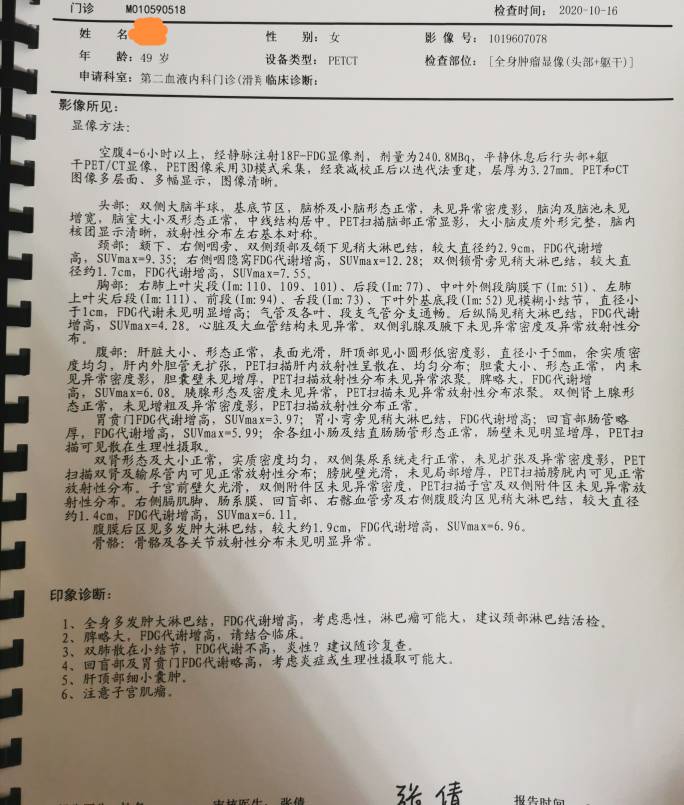 门诊 M010590518 检查时间: 2020-10-16
姓 名 性 别: 女 影 像 号: 1019607078
年 龄: 49 岁 设备类型: PETCT 检查部位: [全身肿瘤显像(头部+躯干)]
申请科室: 第二血液内科门诊(滑 临床诊断:
影像所见:
显像方法:
空腹4-6小时以上, 经静脉注射18F-FDG显像剂, 剂量为240.8MBq, 平静休息后行头部+躯
干PET/CT显像, PET图像采用3D模式采集, 经衰减校正后以迭代法重建, 层厚为3.27mm。PET和CT
图像多层面、多幅显示, 图像清晰。
头部: 双侧大脑半球, 基底节区, 脑桥及小脑形态正常, 未见异常密度影, 脑沟及脑池未见
增宽, 脑室大小及形态正常, 中线结构居中。PET扫描脑部正常显影, 大小脑皮质外形完整, 脑内
核团显示清晰, 放射性分布左右基本对称。
颈部: 颏下、右侧咽旁、双侧颈部及颌下见稍大淋巴结, 较大直径约2.9cm, FDG代谢增
高, SUVmax=9.35; 右侧咽隐窝FDG代谢增高, SUVmax=12.28; 双侧锁骨旁见稍大淋巴结, 较大直
径约1.7cm, FDG代谢增高, SUVmax=7.55。
胸部: 右肺上叶尖段(Im:110、109、101)、后段(Im:77)、中叶外侧段胸膜下(Im:51)、左肺
上叶尖后段(Im:111)、前段(Im:94)、舌段(Im:73)、下叶外基底段(Im:52)见模糊小结节, 直径小
于1cm, FDG代谢未见明显增高; 气管及各叶、段支气管分支通畅。后纵隔见稍大淋巴结, FDG代谢
增高, SUVmax=4.28。心脏及大血管结构未见异常。双侧乳腺及腋下未见异常密度及异常放射性分
布。
腹部: 肝脏大小、形态正常, 表面光滑, 肝顶部见小圆形低密度影, 直径小于5mm, 余实质密
度均匀, 肝内外胆管无扩张, PET扫描肝内放射性呈散在、均匀分布; 胆囊大小、形态正常, 内未
见异常密度影, 胆囊壁未见增厚, PET扫描放射性分布未见异常浓聚。脾略大, FDG代谢增
高, SUVmax=6.08。胰腺形态及密度未见异常, PET扫描未见异常放射性分布浓聚。双侧肾上腺形
态正常, 未见增粗及异常密度影, PET扫描放射性分布正常。
胃贲门FDG代谢增高, SUVmax=3.97; 胃小弯旁见稍大淋巴结, FDG代谢增高; 回盲部肠管略
厚, FDG代谢增高, SUVmax=5.99; 余各组小肠及结直肠肠管形态正常, 肠壁未见明显增厚, PET扫
描可见散在生理性摄取。
双肾形态及大小正常, 实质密度均匀, 双侧集尿系统走行正常, 未见扩张及异常密度影, PET
扫描双肾及输尿管内可见正常放射性分布; 膀胱壁光滑, 未见局部增厚, PET扫描膀胱内可见正常
放射性分布。子宫前壁欠光滑, 双侧附件区未见异常密度, PET扫描子宫及双侧附件区未见异常放
射性分布。右侧膈肌脚、肠系膜、回盲部、右髂血管旁及右侧腹股沟区见稍大淋巴结, 较大直径
约1.4cm, FDG代谢增高, SUVmax=6.11。
腹膜后区见多发肿大淋巴结, 较大约1.9cm, FDG代谢增高, SUVmax=6.96。
骨骼: 骨骼及各关节放射性分布未见明显异常。
印象诊断:
1、全身多发肿大淋巴结, FDG代谢增高, 考虑恶性, 淋巴瘤可能大, 建议颈部淋巴结活检。
2、脾略大, FDG代谢增高, 请结合临床。
3、双肺散在小结节, FDG代谢不高, 炎性? 建议随诊复查。
4、回盲部及胃贲门FDG代谢略高, 考虑炎症或生理性摄取可能大。
5、肝顶部细小囊肿。
6、注意子宫肌瘤。
张倩
审核医生: 张倩 报告时间